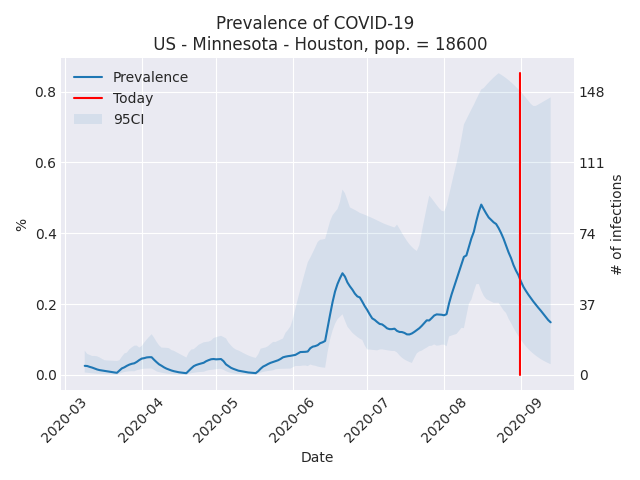 Prevalence of COVID-19
US - Minnesota - Houston, pop. = 18600
Prevalence
Today
95CI
0.8
0.6
0.4
0.2
0.0
%
148
111
74
37
0
# of infections
2020-03
2020-04
2020-05
2020-06
2020-07
2020-08
2020-09
Date